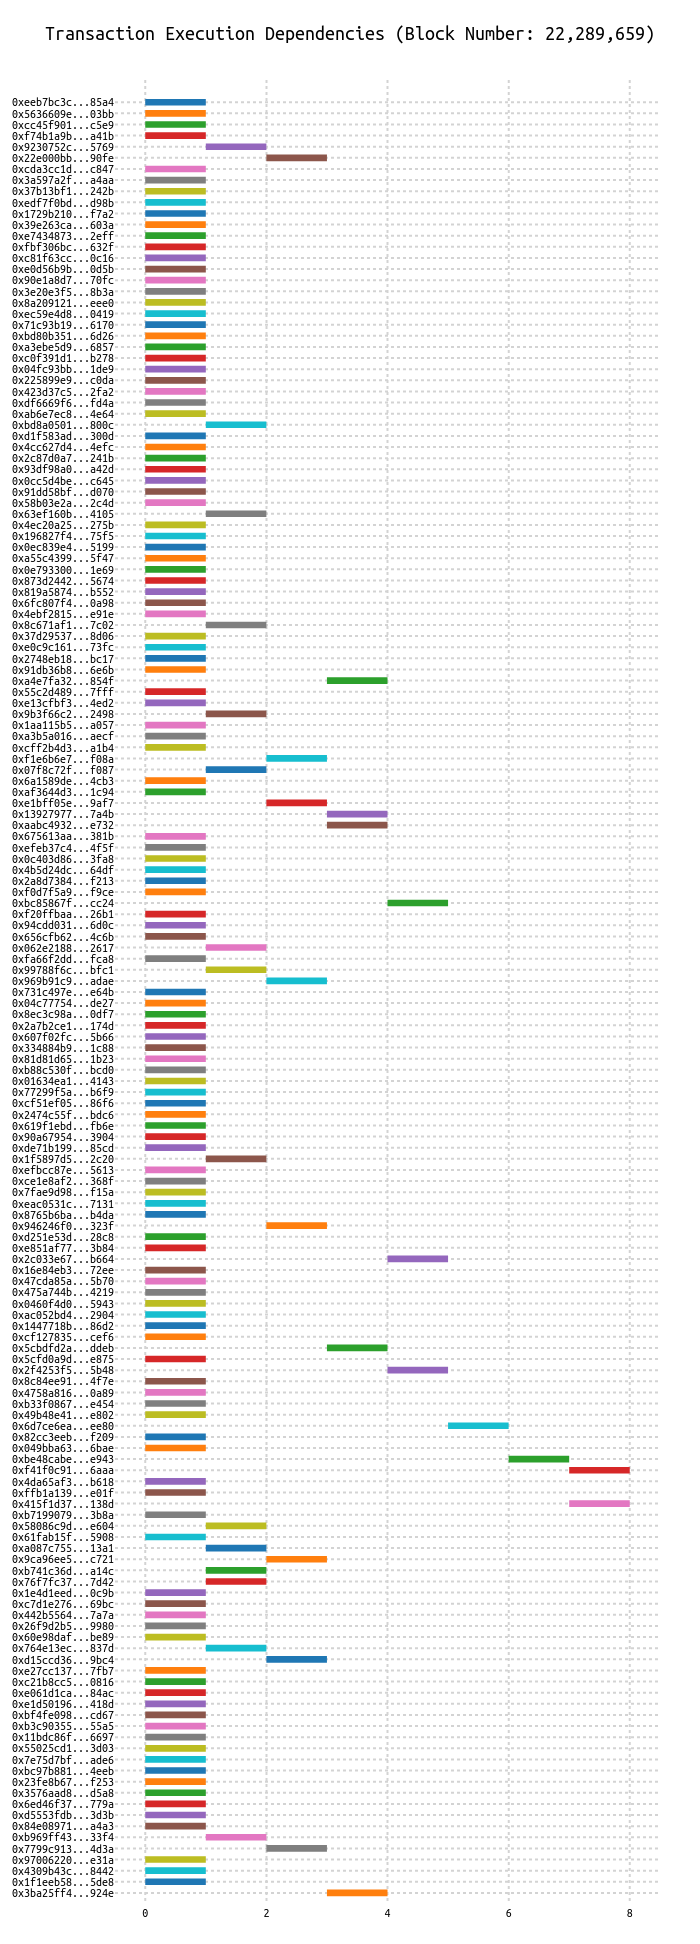 Transaction Execution Dependencies (Block Number: 22,289,659)
0xeeb7bc3c...85a4
0x5636609e...03bb
0xcc45f901...c5e9
0xf74b1a9b...a41b
0x9230752c...5769
0x22e000bb...90fe
0xcda3cc1d...c847
0x3a597a2f...a4aa
0x37b13bf1...242b
0xedf7f0bd...d98b
0x1729b210...f7a2
0x39e263ca...603a
0xe7434873...2eff
0xfbf306bc...632f
0xc81f63cc...0c16
0xe0d56b9b...0d5b
0x90e1a8d7...70fc
0x3e20e3f5...8b3a
0x8a209121...eee0
0xec59e4d8...0419
0x71c93b19...6170
0xbd80b351...6d26
0xa3ebe5d9...6857
0xc0f391d1...b278
0x04fc93bb...1de9
0x225899e9...c0da
0x423d37c5...2fa2
0xdf6669f6...fd4a
0xab6e7ec8...4e64
0xbd8a0501...800c
0xd1f583ad...300d
0x4cc627d4...4efc
0x2c87d0a7...241b
0x93df98a0...a42d
0x0cc5d4be...c645
0x91dd58bf...d070
0x58b03e2a...2c4d
0x63ef160b...4105
0x4ec20a25...275b
0x196827f4...75f5
0x0ec839e4...5199
0xa55c4399...5f47
0x0e793300...1e69
0x873d2442...5674
0x819a5874...b552
0x6fc807f4...0a98
0x4ebf2815...e91e
0x8c671af1...7c02
0x37d29537...8d06
0xe0c9c161...73fc
0x2748eb18...bc17
0x91db36b8...6e6b
0xa4e7fa32...854f
0x55c2d489...7fff
0xe13cfbf3...4ed2
0x9b3f66c2...2498
0x1aa115b5...a057
0xa3b5a016...aecf
0xcff2b4d3...a1b4
0xf1e6b6e7...f08a
0x07f8c72f...f087
0x6a1589de...4cb3
0xaf3644d3...1c94
0xe1bff05e...9af7
0x13927977...7a4b
0xaabc4932...e732
0x675613aa...381b
0xefeb37c4...4f5f
0x0c403d86...3fa8
0x4b5d24dc...64df
0x2a8d7384...f213
0xf0d7f5a9...f9ce
0xbc85867f...cc24
0xf20ffbaa...26b1
0x94cdd031...6d0c
0x656cfb62...4c6b
0x062e2188...2617
0xfa66f2dd...fca8
0x99788f6c...bfc1
0x969b91c9...adae
0x731c497e...e64b
0x04c77754...de27
0x8ec3c98a...0df7
0x2a7b2ce1...174d
0x607f02fc...5b66
0x334884b9...1c88
0x81d81d65...1b23
0xb88c530f...bcd0
0x01634ea1...4143
0x77299f5a...b6f9
0xcf51ef05...86f6
0x2474c55f...bdc6
0x619f1ebd...fb6e
0x90a67954...3904
0xde71b199...85cd
0x1f5897d5...2c20
0xefbcc87e...5613
0xce1e8af2...368f
0x7fae9d98...f15a
0xeac0531c...7131
0x8765b6ba...b4da
0x946246f0...323f
0xd251e53d...28c8
0xe851af77...3b84
0x2c033e67...b664
0x16e84eb3...72ee
0x47cda85a...5b70
0x475a744b...4219
0x0460f4d0...5943
0xac052bd4...2904
0x1447718b...86d2
0xcf127835...cef6
0x5cbdfd2a...ddeb
0x5cfd0a9d...e875
0x2f4253f5...5b48
0x8c84ee91...4f7e
0x4758a816...0a89
0xb33f0867...e454
0x49b48e41...e802
0x6d7ce6ea...ee80
0x82cc3eeb...f209
0x049bba63...6bae
0xbe48cabe...e943
0xf41f0c91...6aaa
0x4da65af3...b618
0xffb1a139...e01f
0x415f1d37...138d
0xb7199079...3b8a
0x58086c9d...e604
0x61fab15f...5908
0xa087c755...13a1
0x9ca96ee5...c721
0xb741c36d...a14c
0x76f7fc37...7d42
0x1e4d1eed...0c9b
0xc7d1e276...69bc
0x442b5564...7a7a
0x26f9d2b5...9980
0x60e98daf...be89
0x764e13ec...837d
0xd15ccd36...9bc4
0xe27cc137...7fb7
0xc21b8cc5...0816
0xe061d1ca...84ac
0xe1d50196...418d
0xbf4fe098...cd67
0xb3c90355...55a5
0x11bdc86f...6697
0x55025cd1...3d03
0x7e75d7bf...ade6
0xbc97b881...4eeb
0x23fe8b67...f253
0x3576aad8...d5a8
0x6ed46f37...779a
0xd5553fdb...3d3b
0x84e08971...a4a3
0xb969ff43...33f4
0x7799c913...4d3a
0x97006220...e31a
0x4309b43c...8442
0x1f1eeb58...5de8
0x3ba25ff4...924e
0 2 4 6 8